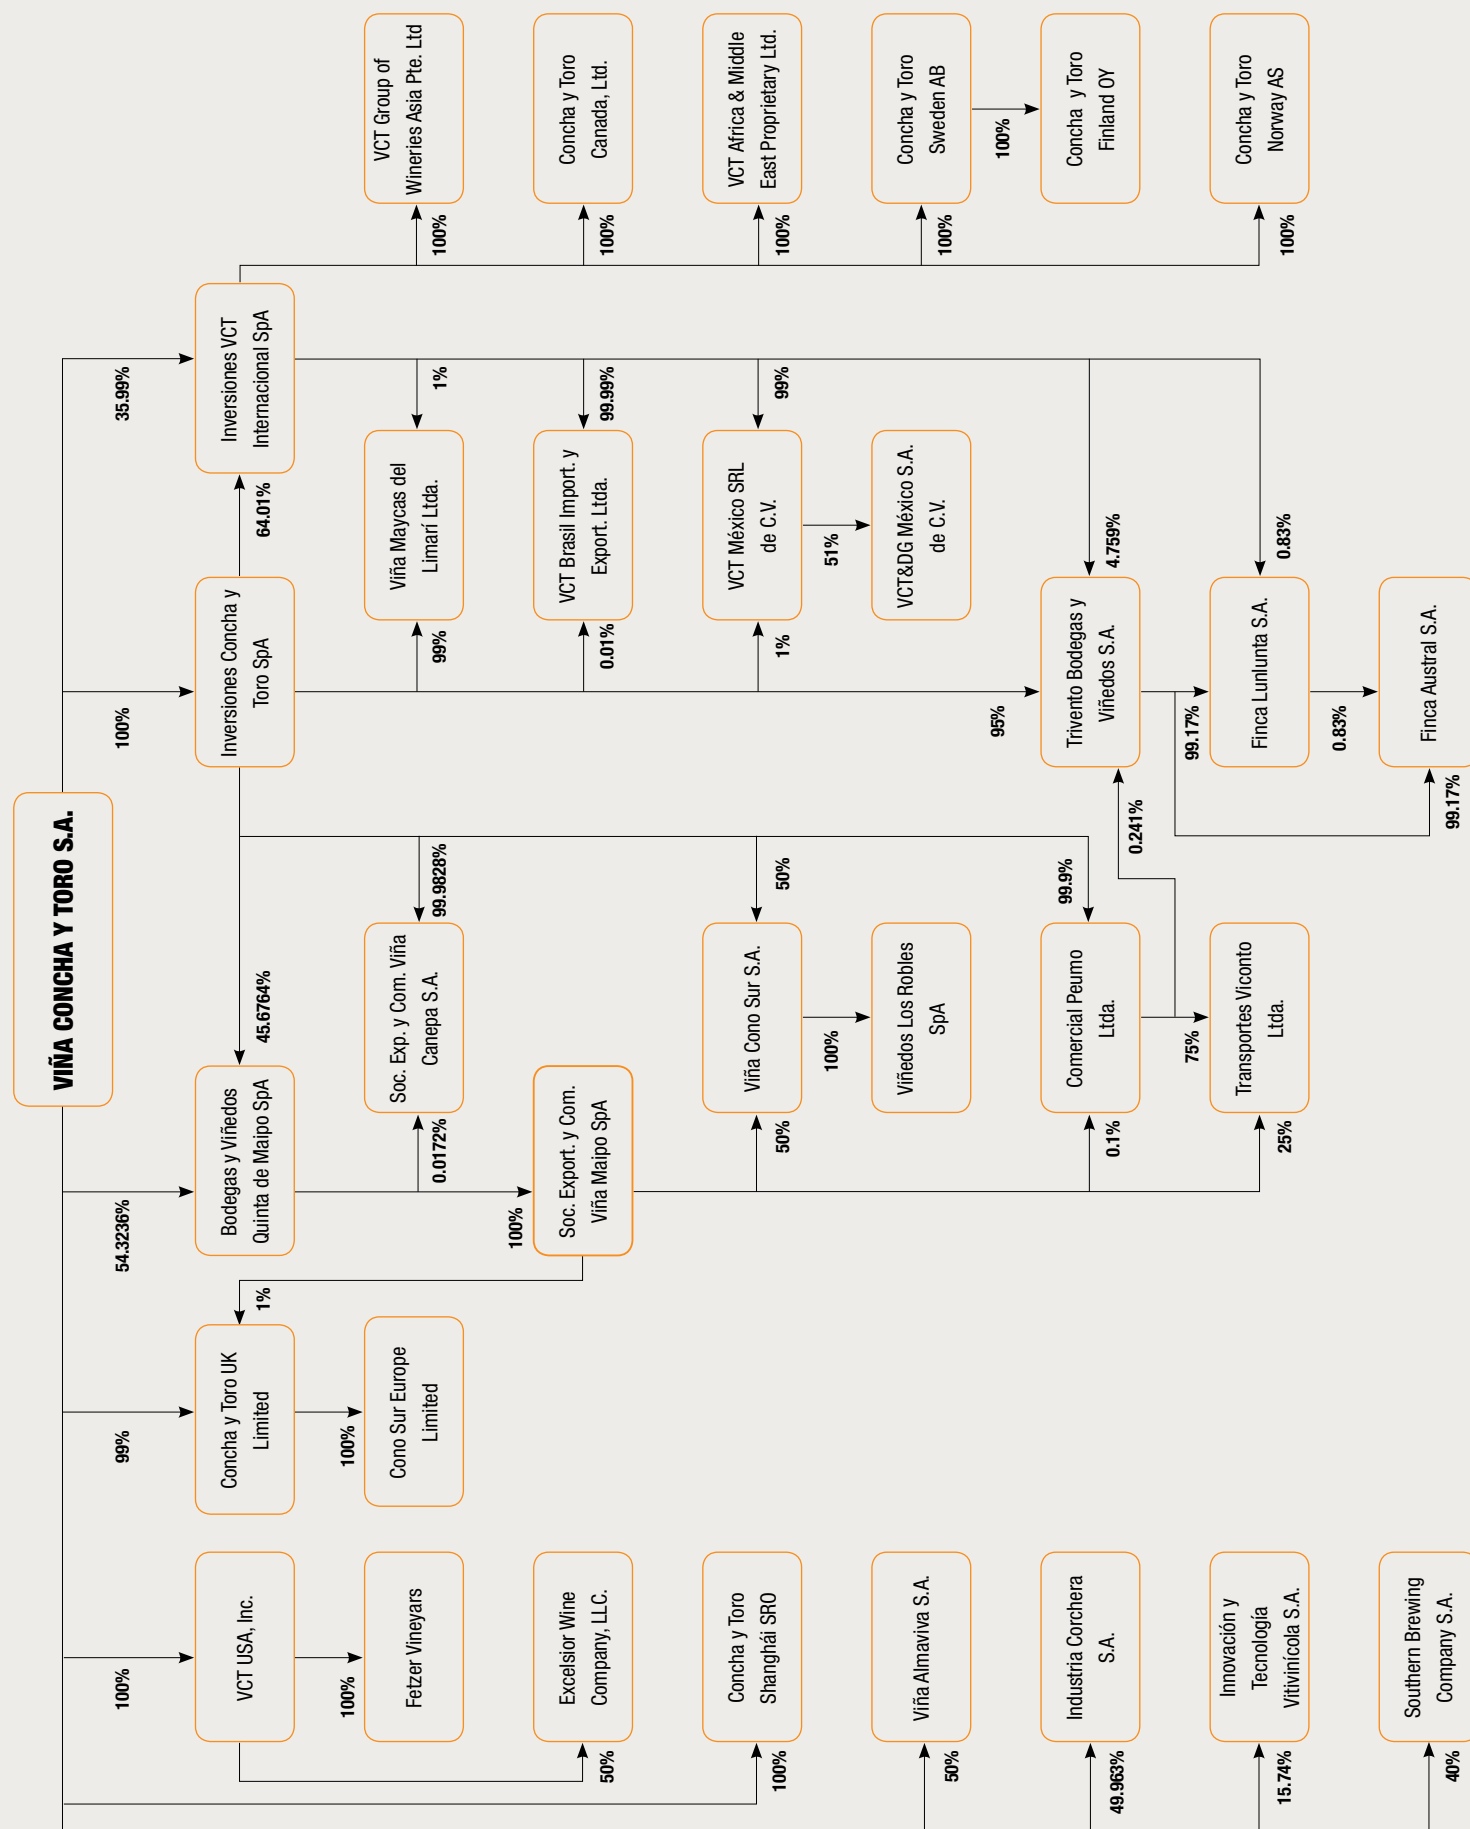 VIÑA CONCHA Y TORO S.A.
100%
99%
54.3236%
100%
35.99%
VCT USA, Inc.
Concha y Toro UK
Limited
1%
Bodegas y Viñedos
Quinta de Maipo SpA
45.6764%
Inversiones Concha y
Toro SpA
64.01%
Inversiones VCT
Internacional SpA
100%
Fetzer Vineyars
100%
Cono Sur Europe
Limited
0.0172%
Soc. Exp. y Com. Viña
Canepa S.A.
99.9828%
99%
Viña Maycas del
Limarí Ltda.
1%
100%
VCT Group of
Wineries Asia Pte. Ltd
50%
Excelsior Wine
Company, LLC.
100%
Soc. Export. y Com.
Viña Maipo SpA
0.01%
VCT Brasil Import. y
Export. Ltda.
99.99%
100%
Concha y Toro
Canada, Ltd.
100%
Concha y Toro
Shanghái SRO
50%
Viña Cono Sur S.A.
50%
1%
VCT México SRL
de C.V.
99%
100%
VCT Africa & Middle
East Proprietary Ltd.
50%
Viña Almaviva S.A.
100%
Viñedos Los Robles
SpA
51%
VCT&DG México S.A.
de C.V.
100%
Concha y Toro
Sweden AB
49.963%
Industria Corchera
S.A.
0.1%
Comercial Peumo
Ltda.
99.9%
0.241%
95%
Trivento Bodegas y
Viñedos S.A.
4.759%
100%
Concha y Toro
Finland OY
15.74%
Innovación y
Tecnología
Vitivinícola S.A.
25%
75%
Transportes Viconto
Ltda.
99.17%
Finca Lunlunta S.A.
0.83%
100%
Concha y Toro
Norway AS
40%
Southern Brewing
Company S.A.
99.17%
0.83%
Finca Austral S.A.